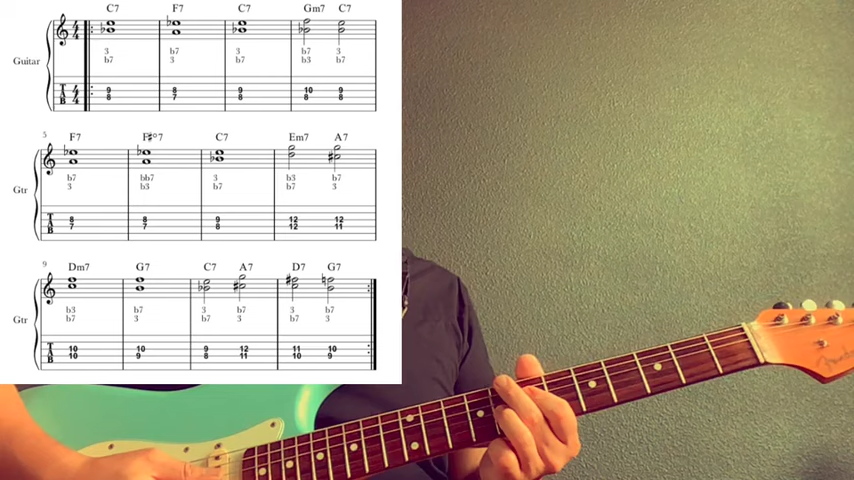 C7 F7 C7 Gm7 C7
4 4
Guitar
3 b7 3 b7 3
b7 3 b7 b3 b7
T A B 4 4
9 8 9 10 9
8 7 8 8 8
5
F7 F#°7 C7 Em7 A7
Gtr
b7 bb7 3 b3 b7
3 b3 b7 b7 3
T A B
8 8 9 12 12
7 7 8 12 11
9
Dm7 G7 C7 A7 D7 G7
Gtr
b3 b7 3 b7 3 b7
b7 3 b7 3 b7 3
T A B
10 10 9 12 11 10
10 9 8 11 10 9